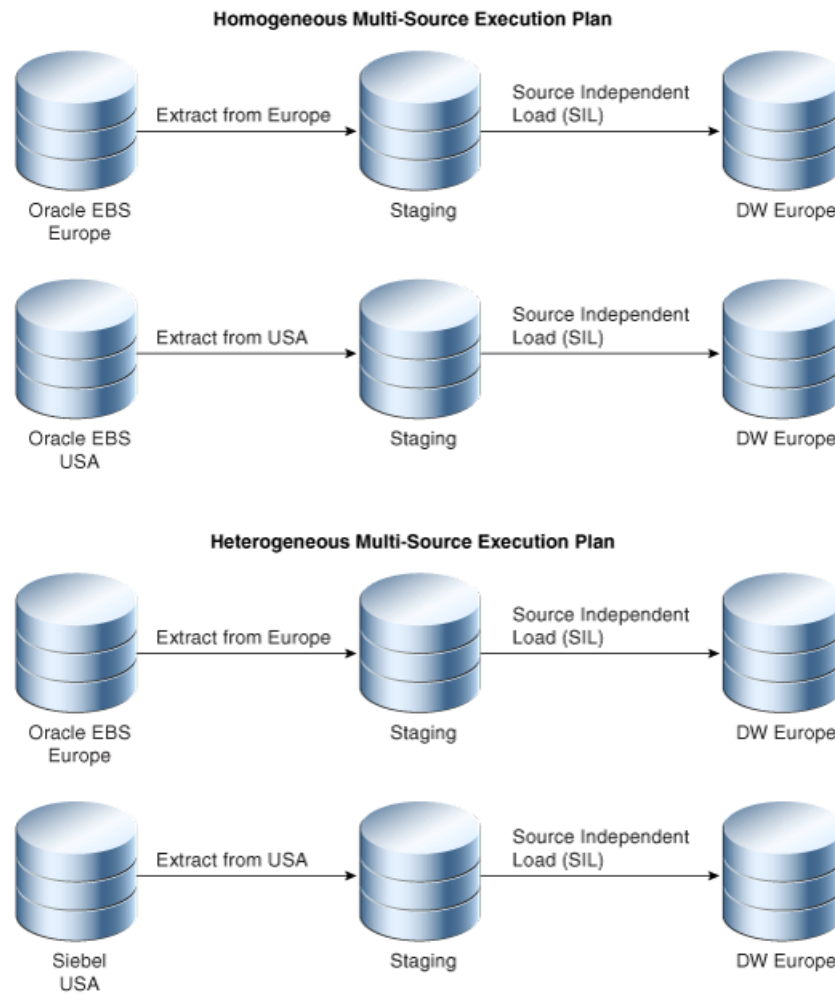 Homogeneous Multi-Source Execution Plan
Extract from Europe
Source Independent
Load (SIL)
Oracle EBS
Europe
Staging
DW Europe
Extract from USA
Source Independent
Load (SIL)
Oracle EBS
USA
Staging
DW Europe
Heterogeneous Multi-Source Execution Plan
Extract from Europe
Source Independent
Load (SIL)
Oracle EBS
Europe
Staging
DW Europe
Extract from USA
Source Independent
Load (SIL)
Siebel
USA
Staging
DW Europe